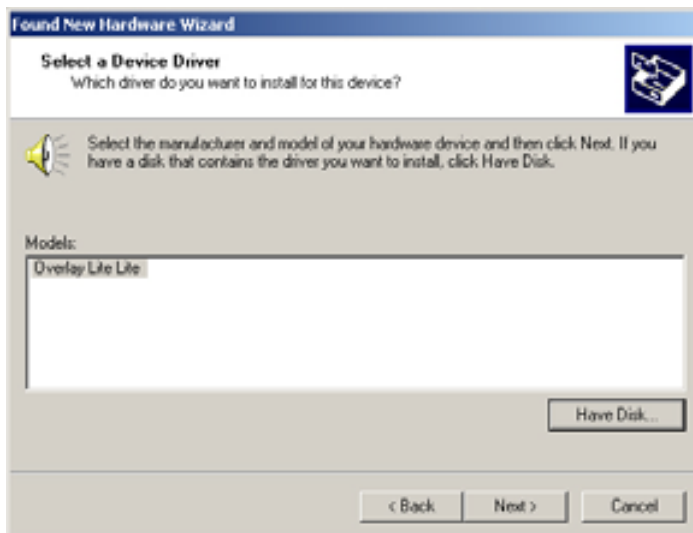 Found New Hardware Wizard
Select a Device Driver
Which driver do you want to install for this device?
Select the manufacturer and model of your hardware device and then click Next. If you
have a disk that contains the driver you want to install, click Have Disk.
Models:
Overlay Lite Lite
Have Disk...
< Back
Next >
Cancel